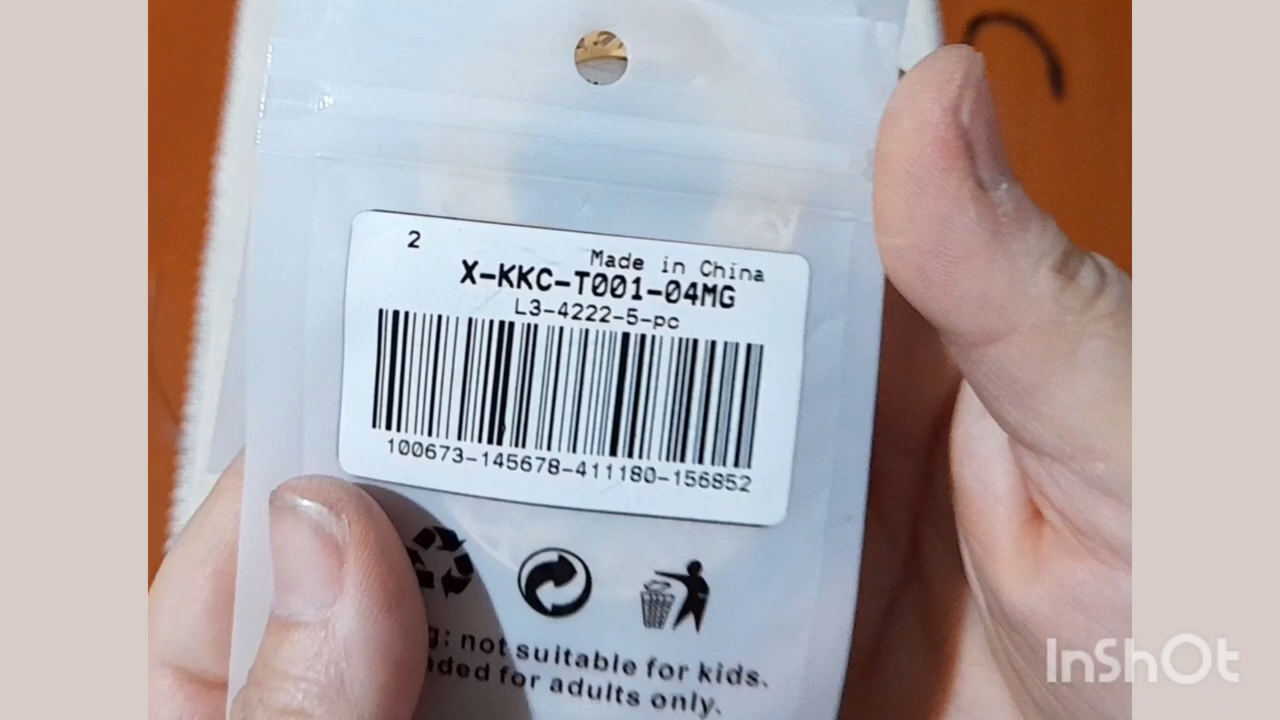 2
Made in China
X-KKC-T001-04MG
L3-4222-5-pc
100673-145678-411180-156852
not suitable for kids.
for adults only.
InShOt